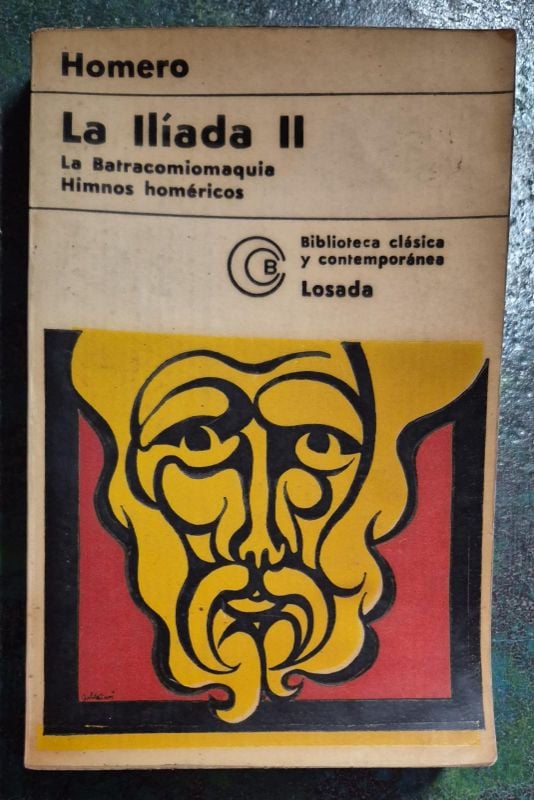 Homero
La Ilíada II
La Batracomiomaquia
Himnos homéricos
B
Biblioteca clásica
y contemporánea
Losada